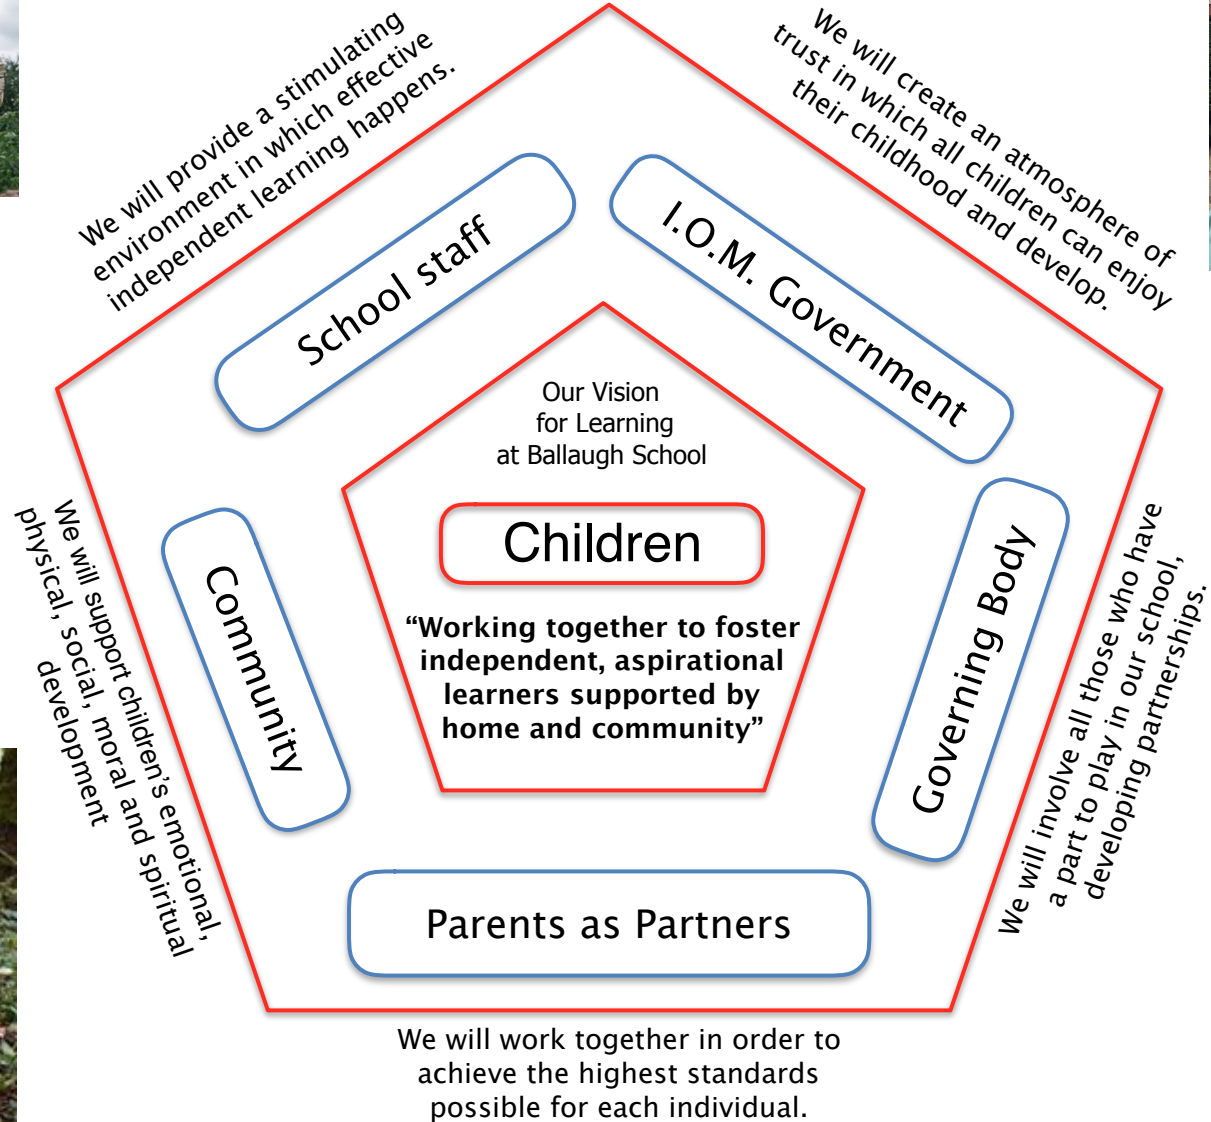 We will provide a stimulating
environment in which effective
independent learning happens.
We will create an atmosphere of
trust in which all children can enjoy
their childhood and develop.
School staff
I.O.M. Government
Our Vision
for Learning
at Ballaugh School
Children
“Working together to foster
independent, aspirational
learners supported by
home and community”
Community
Governing Body
We will support children’s emotional,
physical, social, moral and spiritual
development
We will involve all those who have
a part to play in our school,
developing partnerships.
Parents as Partners
We will work together in order to
achieve the highest standards
possible for each individual.